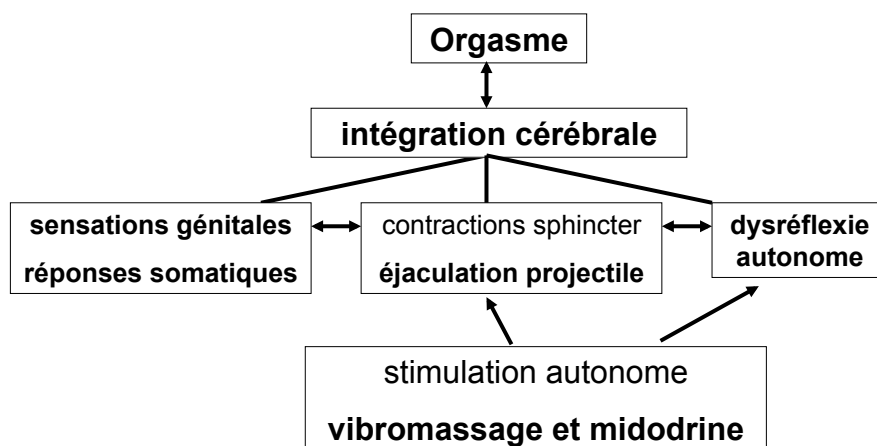 Orgasme
intégration cérébrale
sensations génitales
réponses somatiques
contractions sphincter
éjaculation projectile
dysréflexie
autonome
stimulation autonome
vibromassage et midodrine